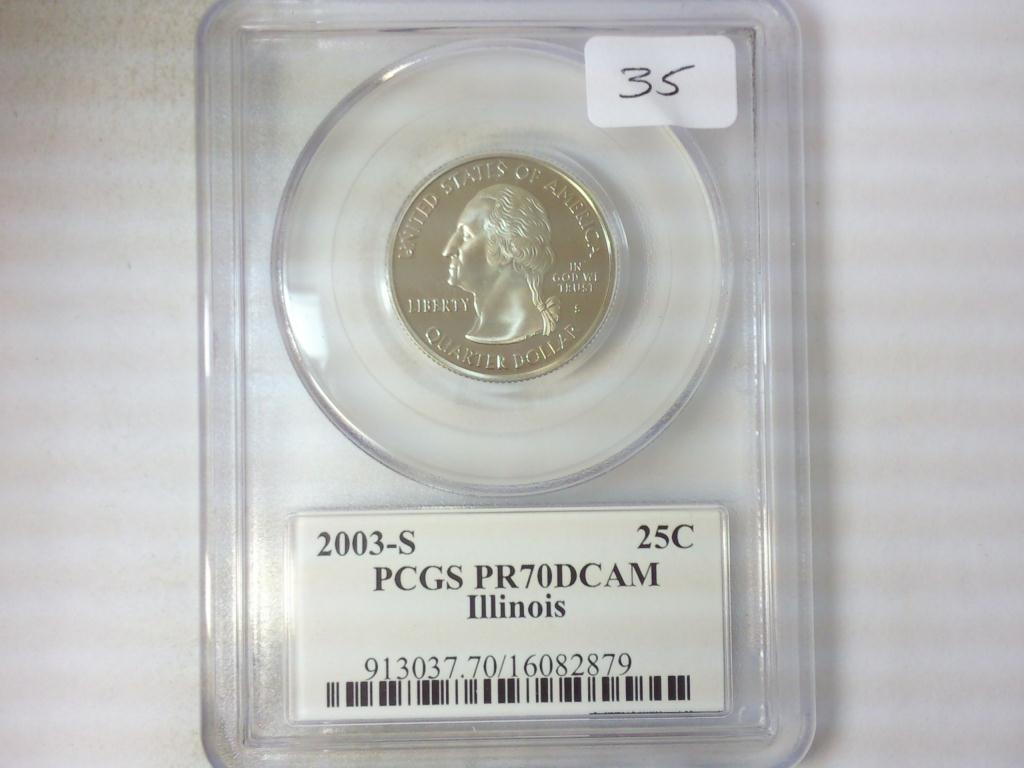 35
UNITED STATES OF AMERICA
IN
GOD WE
TRUST
LIBERTY
S
QUARTER DOLLAR
2003-S 25C
PCGS PR70DCAM
Illinois
913037.70/16082879